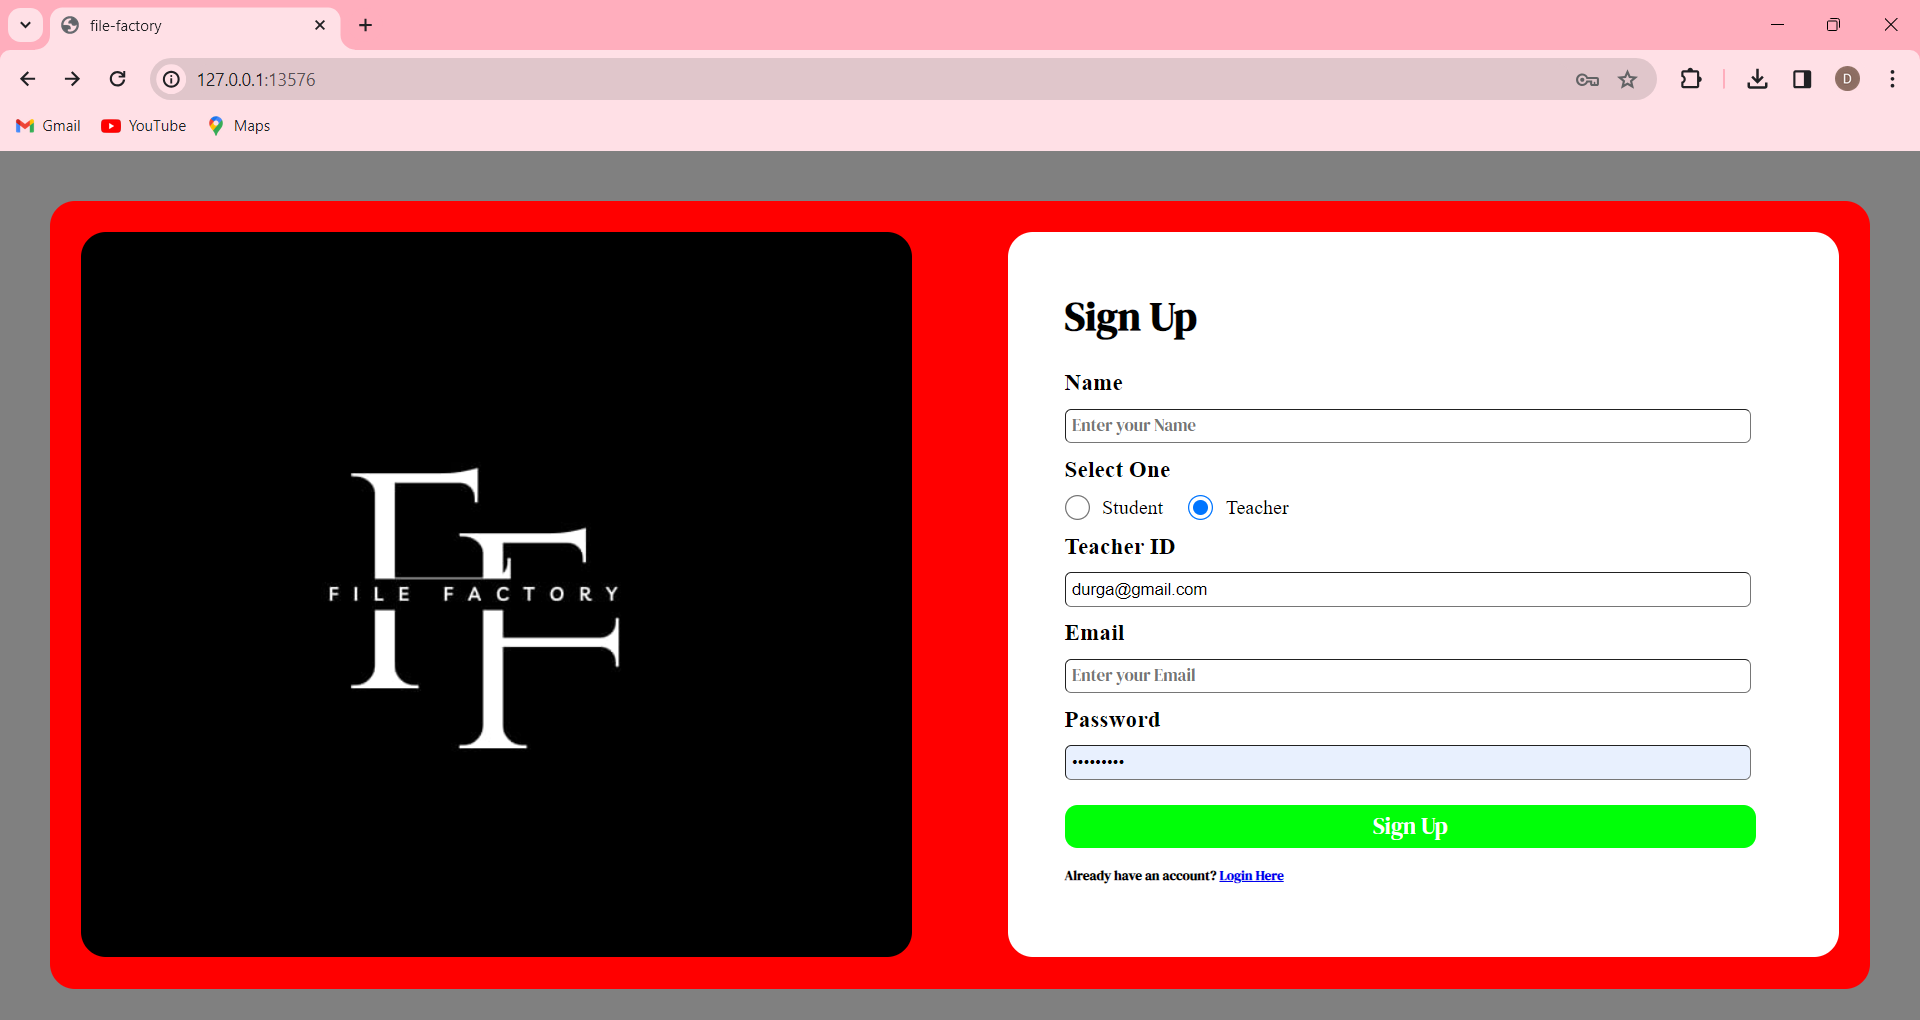 file-factory
127.0.0.1:13576
D
Gmail
YouTube
Maps
FILE FACTORY
Sign Up
Name
Enter your Name
Select One
Student
Teacher
Teacher ID
durga@gmail.com
Email
Enter your Email
Password
•••••••••
Sign Up
Already have an account? Login Here